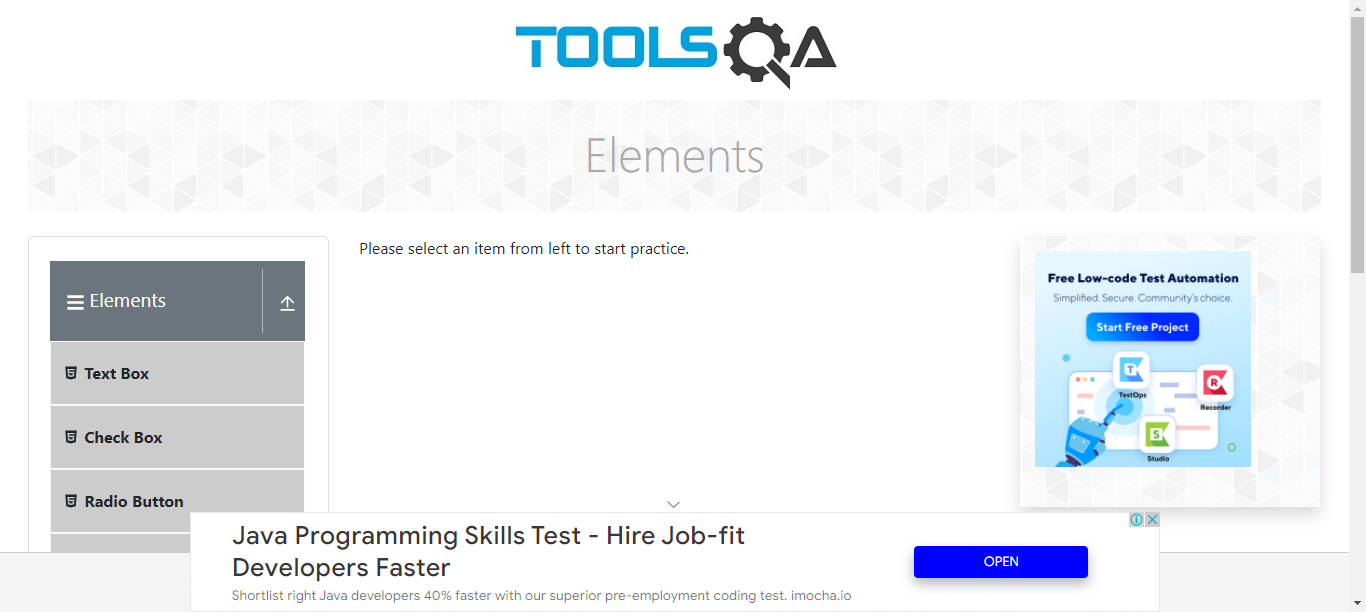 TOOLSQA
Elements
Elements
Text Box
Check Box
Radio Button
Please select an item from left to start practice.
Free Low-code Test Automation
Simplified. Secure. Community's choice.
Start Free Project
TestOps
Recorder
Studio
Java Programming Skills Test - Hire Job-fit
Developers Faster
Shortlist right Java developers 40% faster with our superior pre-employment coding test. imocha.io
OPEN